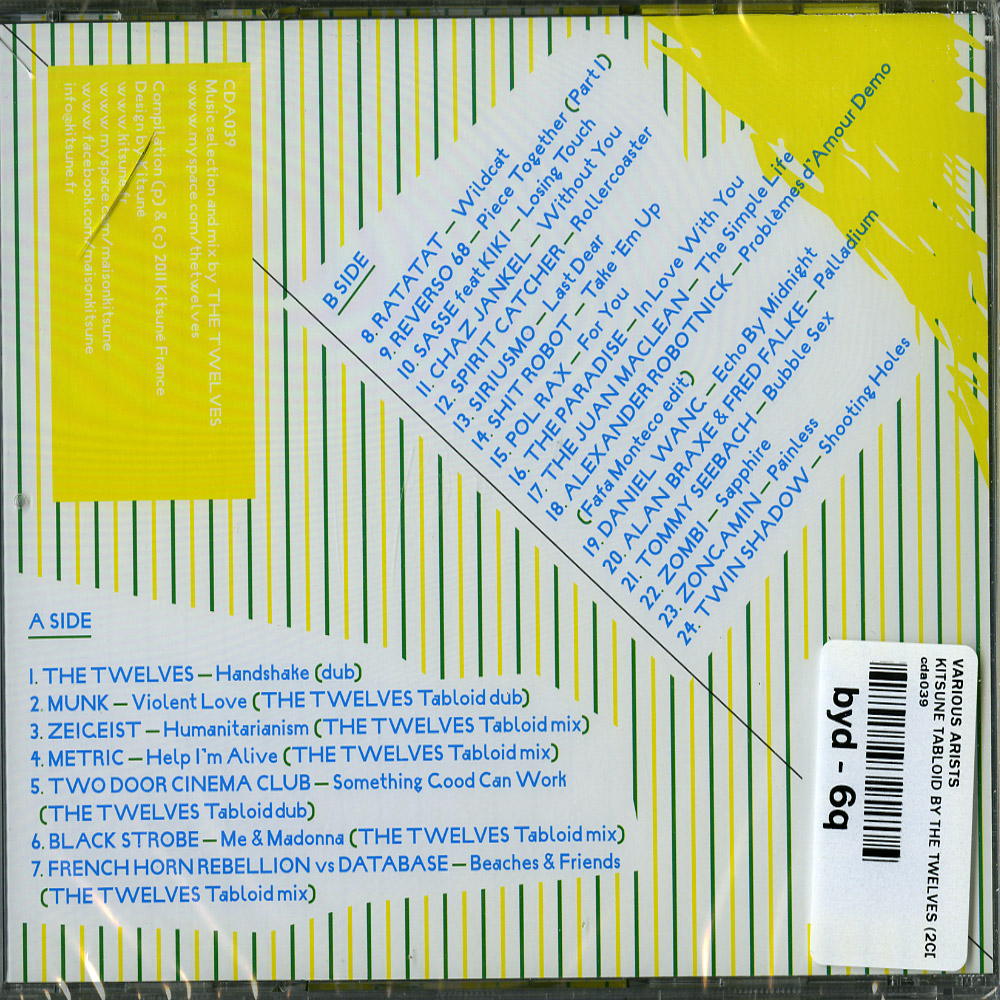 CDA039
Music selection and mix by THE TWELVES
www.myspace.com/thetwelves
Compilation (p) & (c) 2011 Kitsuné France
Design by Kitsuné
www.kitsune.fr
www.myspace.com/maisonkitsune
www.facebook.com/maisonkitsune
info@kitsune.fr
A SIDE
1. THE TWELVES – Handshake (dub)
2. MUNK – Violent Love (THE TWELVES Tabloid dub)
3. ZEIGEIST – Humanitarianism (THE TWELVES Tabloid mix)
4. METRIC – Help I'm Alive (THE TWELVES Tabloid mix)
5. TWO DOOR CINEMA CLUB – Something Good Can Work
(THE TWELVES Tabloid dub)
6. BLACK STROBE – Me & Madonna (THE TWELVES Tabloid mix)
7. FRENCH HORN REBELLION vs DATABASE – Beaches & Friends
(THE TWELVES Tabloid mix)
B SIDE
8. RATATAT – Wildcat
9. REVERSO 68 – Piece Together (Part I)
10. SASSE feat KIKI – Losing Touch
11. CHAZ JANKEL – Without You
12. SPIRIT CATCHER – Rollercoaster
13. SIRIUSMO – Last Dear
14. SHIT ROBOT – Take 'Em Up
15. POL RAX – For You
16. THE PARADISE – In Love With You
17. THE JUAN MACLEAN – The Simple Life
18. ALEXANDER ROBOTNICK – Problèmes d'Amour Demo
(Fafa Monteco edit)
19. DANIEL WANG – Echo By Midnight
20. ALAN BRAXE & FRED FALKE – Palladium
21. TOMMY SEEBACH – Bubble Sex
22. ZOMBI – Sapphire
23. ZONGAMIN – Painless
24. TWIN SHADOW – Shooting Holes
VARIOUS ARISTS
KITSUNE TABLOID BY THE TWELVES (2CD
cda039
byd - 6q